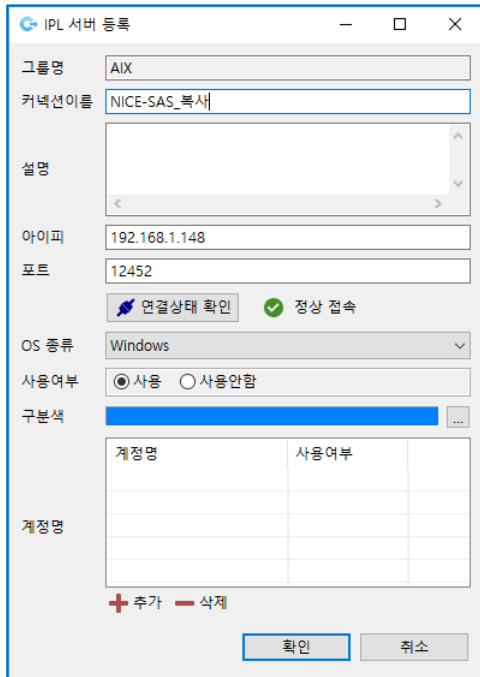 IPL 서버 등록
그룹명 AIX
커넥션이름 NICE-SAS_복사
설명
아이피 192.168.1.148
포트 12452
연결상태 확인 정상 접속
OS 종류 Windows
사용여부 사용 사용안함
구분색 ...
계정명 사용여부
계정명
추가 삭제
확인 취소